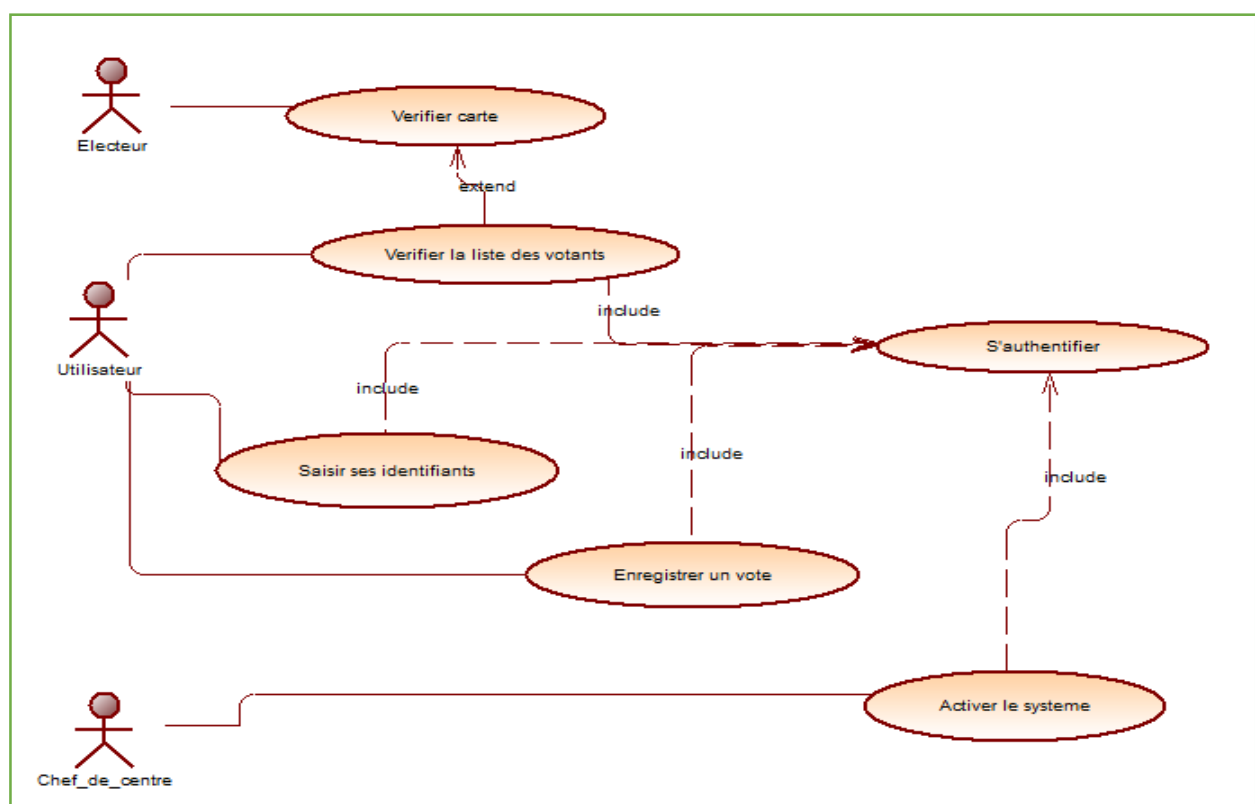 Verifier carte
Electeur
extend
Verifier la liste des votants
include
S'authentifier
Utilisateur
include
include
Saisir ses identifiants
include
Enregistrer un vote
Activer le systeme
Chef_de_centre